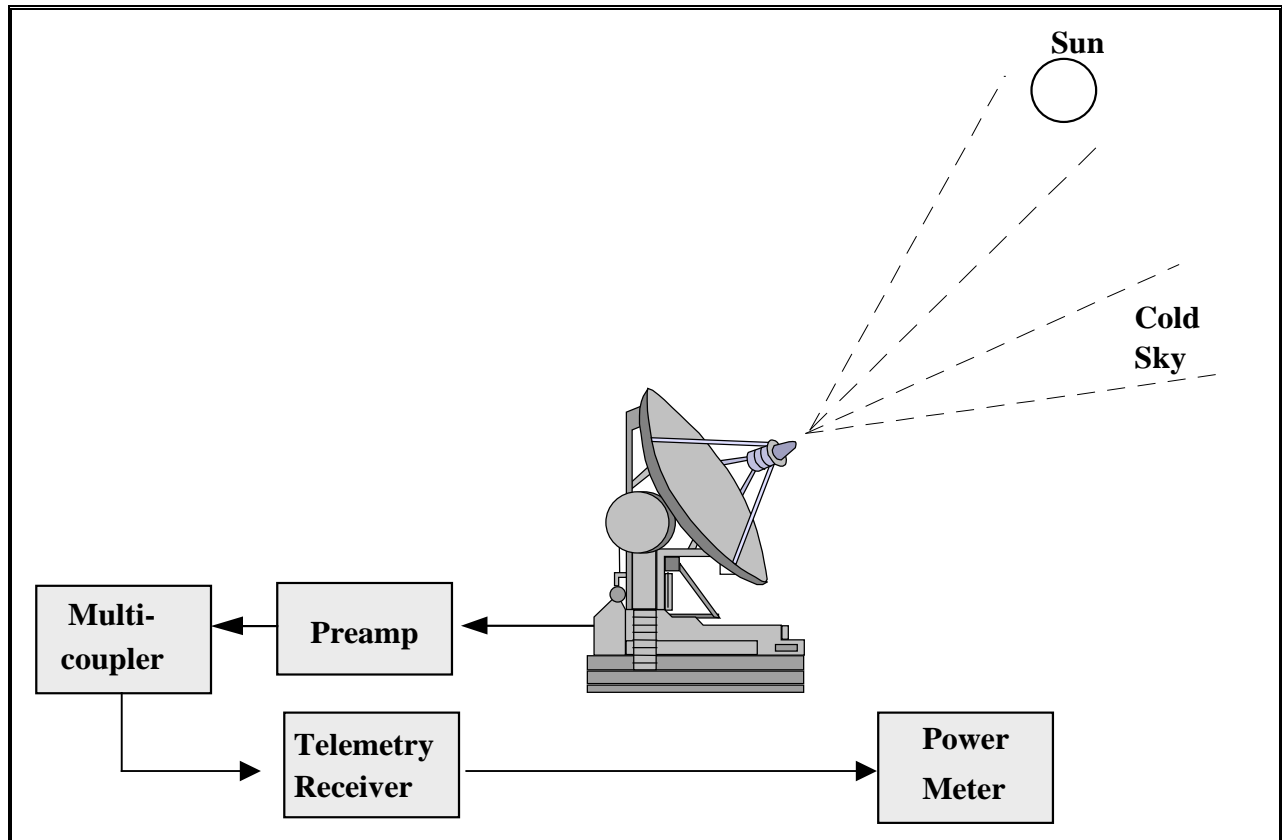 Sun
Cold
Sky
Multi-
coupler
Preamp
Telemetry
Receiver
Power
Meter